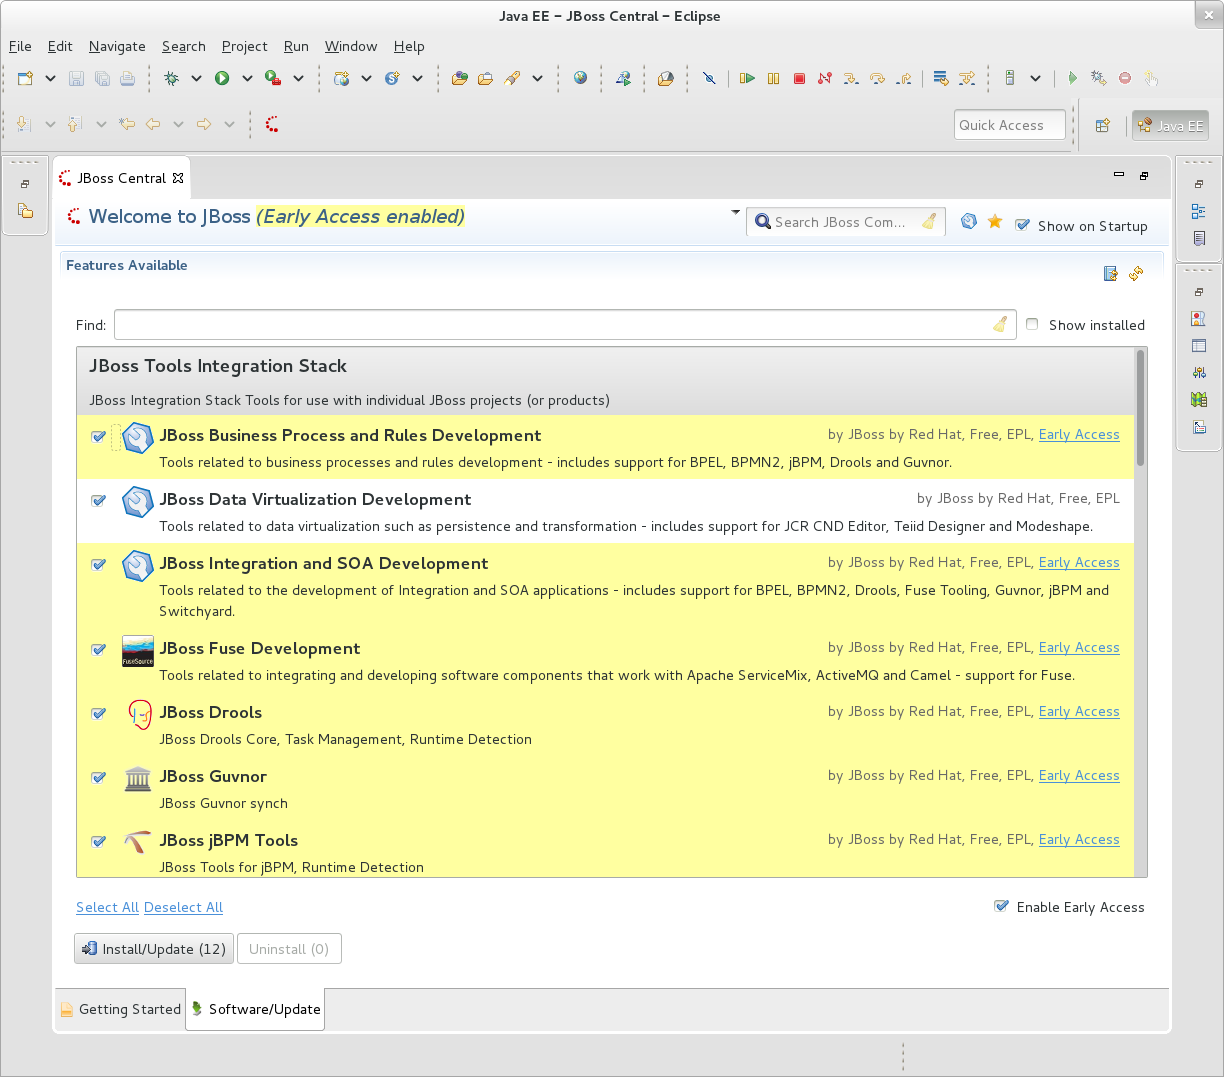 Java EE – JBoss Central – Eclipse
File Edit Navigate Search Project Run Window Help
Quick Access
Java EE
JBoss Central
Welcome to JBoss (Early Access enabled)
Search JBoss Com...
Show on Startup
Features Available
Find:
Show installed
JBoss Tools Integration Stack
JBoss Integration Stack Tools for use with individual JBoss projects (or products)
JBoss Business Process and Rules Development
by JBoss by Red Hat, Free, EPL, Early Access
Tools related to business processes and rules development - includes support for BPEL, BPMN2, jBPM, Drools and Guvnor.
JBoss Data Virtualization Development
by JBoss by Red Hat, Free, EPL
Tools related to data virtualization such as persistence and transformation - includes support for JCR CND Editor, Teiid Designer and Modeshape.
JBoss Integration and SOA Development
by JBoss by Red Hat, Free, EPL, Early Access
Tools related to the development of Integration and SOA applications - includes support for BPEL, BPMN2, Drools, Fuse Tooling, Guvnor, jBPM and
Switchyard.
FuseSource
JBoss Fuse Development
by JBoss by Red Hat, Free, EPL, Early Access
Tools related to integrating and developing software components that work with Apache ServiceMix, ActiveMQ and Camel - support for Fuse.
JBoss Drools
by JBoss by Red Hat, Free, EPL, Early Access
JBoss Drools Core, Task Management, Runtime Detection
JBoss Guvnor
by JBoss by Red Hat, Free, EPL, Early Access
JBoss Guvnor synch
JBoss jBPM Tools
by JBoss by Red Hat, Free, EPL, Early Access
JBoss Tools for jBPM, Runtime Detection
Select All Deselect All
Enable Early Access
Install/Update (12)
Uninstall (0)
Getting Started
Software/Update